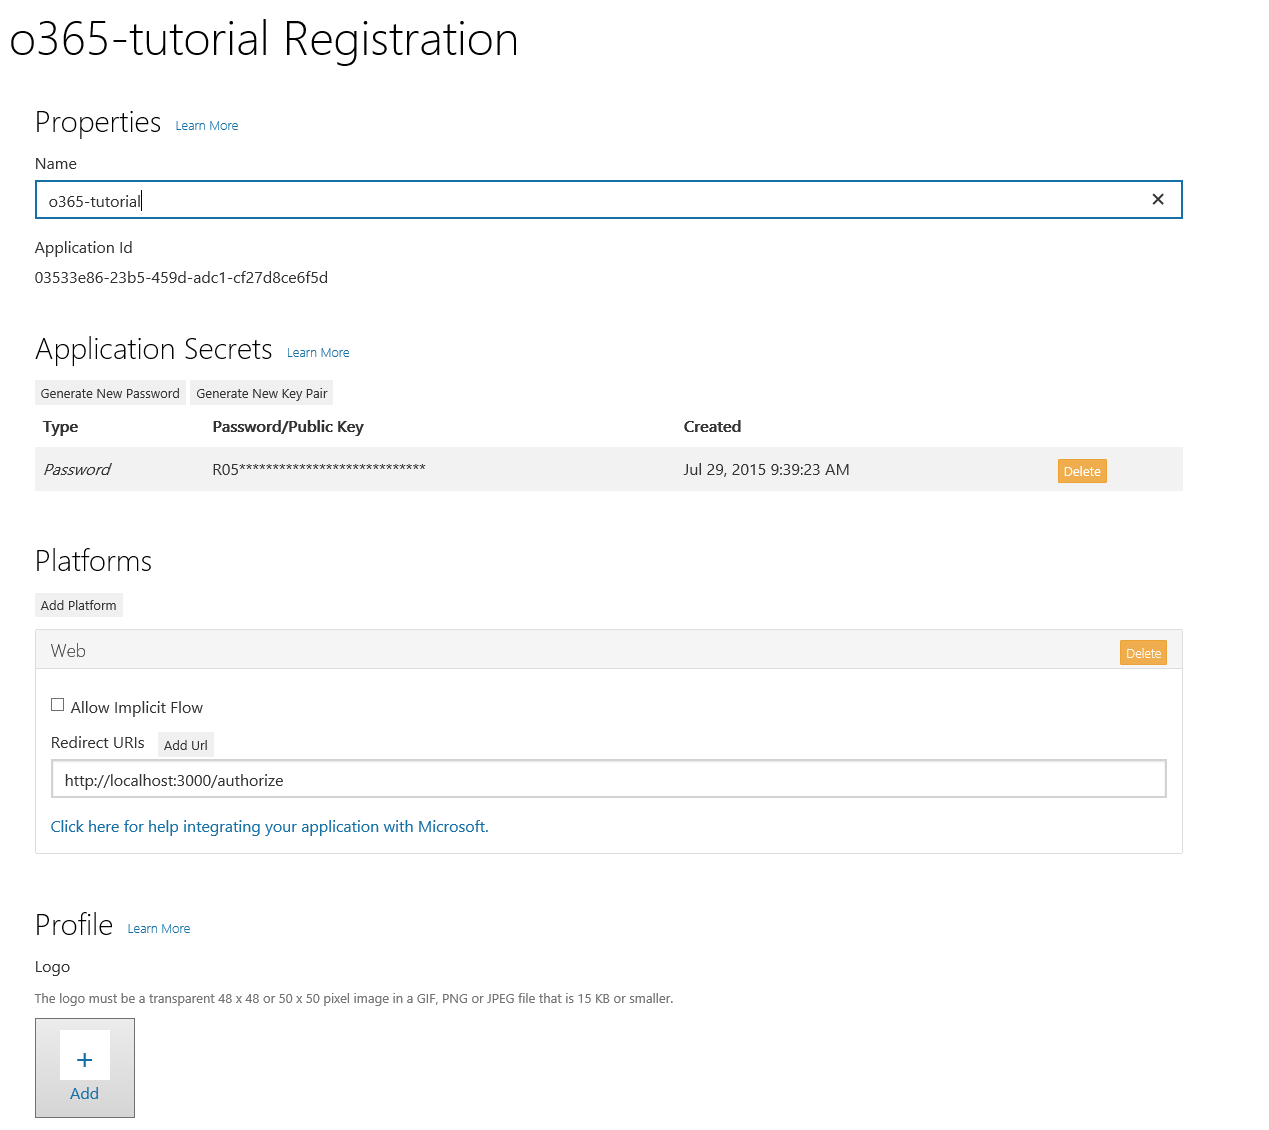 o365-tutorial Registration
Properties Learn More
Name
o365-tutorial
Application Id
03533e86-23b5-459d-adc1-cf27d8ce6f5d
Application Secrets Learn More
Generate New Password Generate New Key Pair
Type Password/Public Key Created
Password R05**************************** Jul 29, 2015 9:39:23 AM Delete
Platforms
Add Platform
Web Delete
Allow Implicit Flow
Redirect URIs Add Url
http://localhost:3000/authorize
Click here for help integrating your application with Microsoft.
Profile Learn More
Logo
The logo must be a transparent 48 x 48 or 50 x 50 pixel image in a GIF, PNG or JPEG file that is 15 KB or smaller.
+
Add